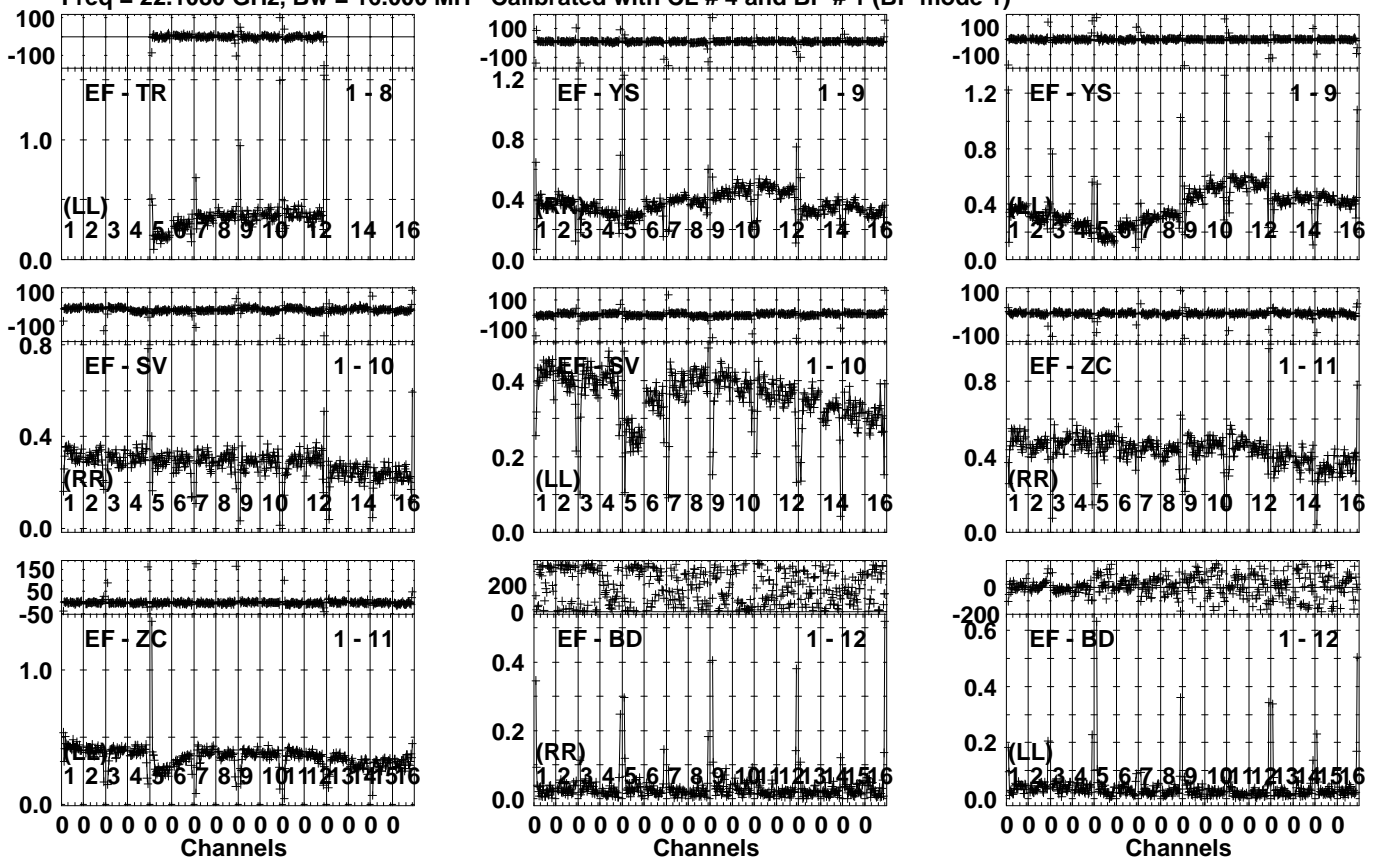 Freq = 22.1080 GHz, Bw = 16.000 MH Calibrated with CL # 4 and BP # 1 (BP mode 1)
100
-100
EF - TR 1 - 8
1.0
(LL)
1 2 3 4 5 6 7 8 9 10 12 14 16
0.0
100
-100
1.2
EF - YS 1 - 9
0.8
0.4
(RR)
1 2 3 4 5 6 7 8 9 10 12 14 16
0.0
100
-100
1.2
EF - YS 1 - 9
0.8
0.4
(LL)
1 2 3 4 5 6 7 8 9 10 12 14 16
0.0
100
-100
0.8
EF - SV 1 - 10
0.4
(RR)
1 2 3 4 5 6 7 8 9 10 12 14 16
0.0
100
-100
EF - SV 1 - 10
0.4
0.2
(LL)
1 2 3 4 5 6 7 8 9 10 12 14 16
0.0
100
-100
EF - ZC 1 - 11
0.8
0.4
(RR)
1 2 3 4 5 6 7 8 9 10 12 14 16
0.0
150
50
-50
EF - ZC 1 - 11
1.0
(LL)
1 2 3 4 5 6 7 8 9 10 11 12 13 14 15 16
0.0
0 0 0 0 0 0 0 0 0 0 0 0 0 0 0 0
Channels
200
0
EF - BD 1 - 12
0.4
0.2
(RR)
1 2 3 4 5 6 7 8 9 10 11 12 13 14 15 16
0.0
0 0 0 0 0 0 0 0 0 0 0 0 0 0 0 0
Channels
0
-200
0.6
EF - BD 1 - 12
0.4
0.2
(LL)
1 2 3 4 5 6 7 8 9 10 11 12 13 14 15 16
0.0
0 0 0 0 0 0 0 0 0 0 0 0 0 0 0 0
Channels